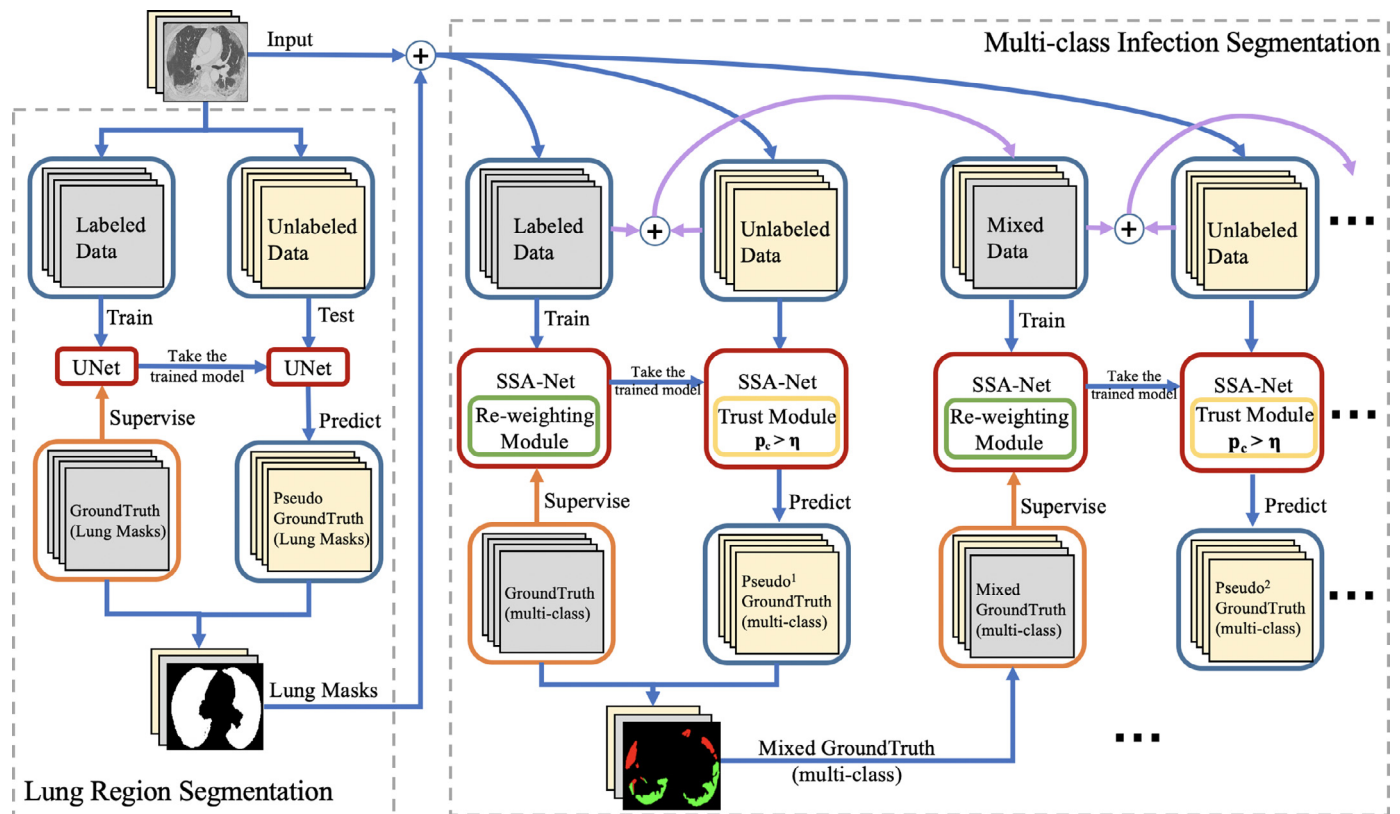 Input
Multi-class Infection Segmentation
Labeled
Data
Unlabeled
Data
Train
Test
UNet
Take the
trained model
UNet
Supervise
Predict
GroundTruth
(Lung Masks)
Pseudo
GroundTruth
(Lung Masks)
Lung Masks
Lung Region Segmentation
Labeled
Data
Unlabeled
Data
Train
SSA-Net
Re-weighting
Module
Take the
trained model
SSA-Net
Trust Module
p_c > η
Supervise
Predict
GroundTruth
(multi-class)
Pseudo¹
GroundTruth
(multi-class)
Mixed GroundTruth
(multi-class)
Mixed
Data
Unlabeled
Data
Train
SSA-Net
Re-weighting
Module
Take the
trained model
SSA-Net
Trust Module
p_c > η
Supervise
Predict
Mixed
GroundTruth
(multi-class)
Pseudo²
GroundTruth
(multi-class)